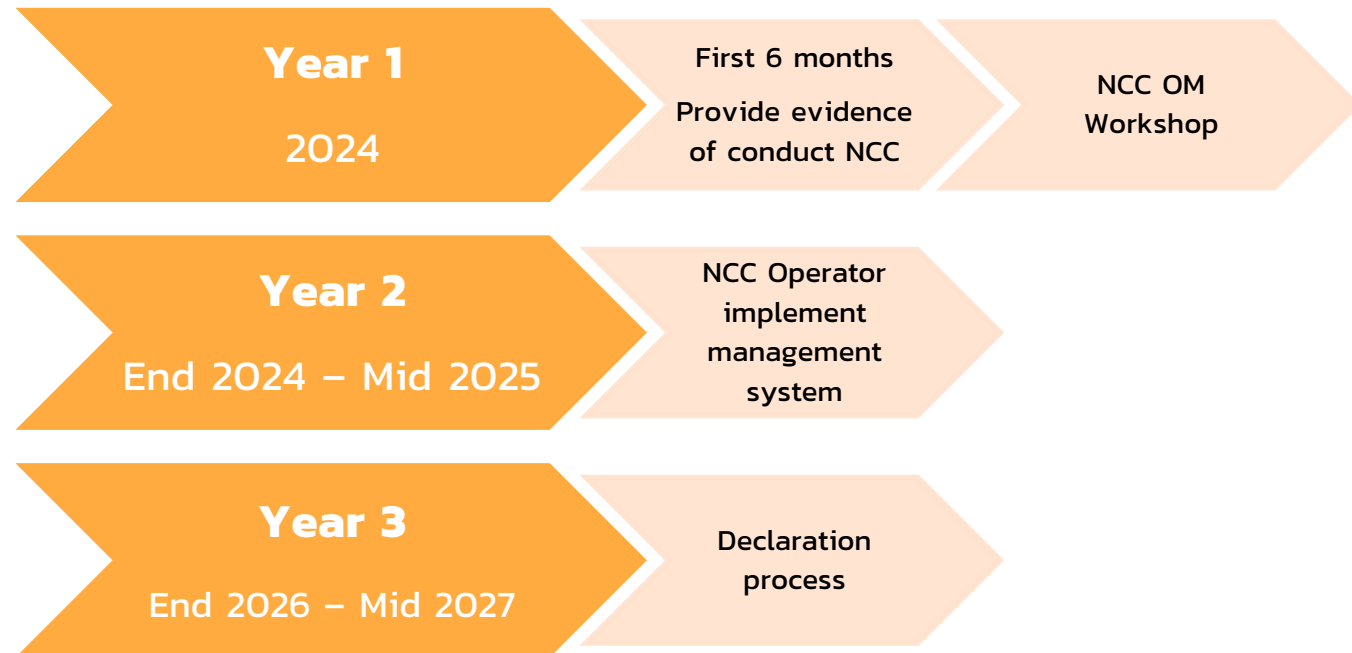 Year 1
2024
First 6 months
Provide evidence
of conduct NCC
NCC OM
Workshop
Year 2
End 2024 – Mid 2025
NCC Operator
implement
management
system
Year 3
End 2026 – Mid 2027
Declaration
process